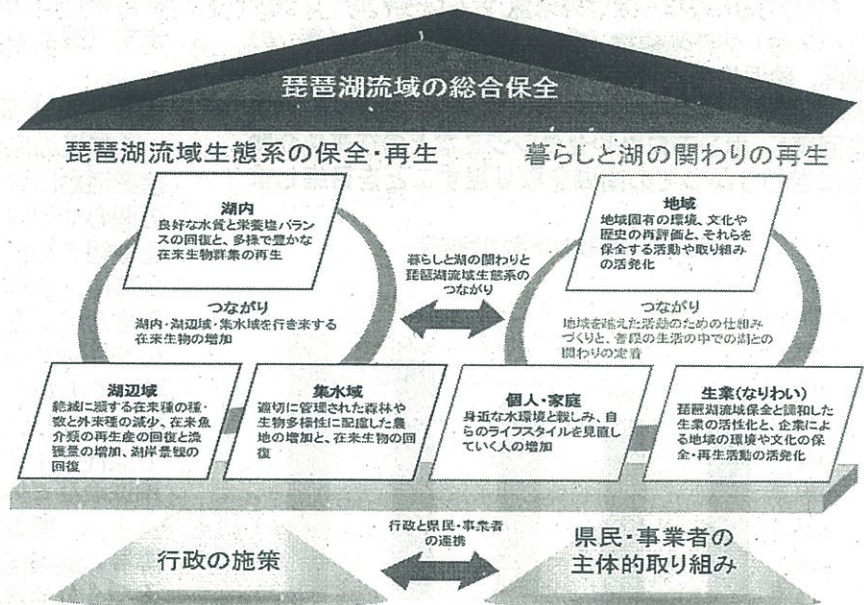 琵琶湖流域の総合保全
琵琶湖流域生態系の保全・再生
暮らしと湖の関わりの再生
湖内
良好な水質と栄養塩バラン
スの回復と、多様で豊かな
在来生物群集の再生
つながり
湖内・湖辺域・集水域を行き来する
在来生物の増加
湖辺域
絶滅に瀕する在来種の種・
数と外来種の減少、在来魚
介類の再生産の回復と漁
獲量の増加、湖岸景観の
回復
集水域
適切に管理された森林や
生物多様性に配慮した農
地の増加と、在来生物の回
復
暮らしと湖の関わりと
琵琶湖流域生態系の
つながり
地域
地域固有の環境、文化や
歴史の再評価と、それらを
保全する活動や取り組み
の活発化
つながり
地域を越えた活動のための仕組み
づくりと、普段の生活の中での湖との
関わりの定着
個人・家庭
身近な水環境と親しみ、自
らのライフスタイルを見直し
ていく人の増加
生業(なりわい)
琵琶湖流域保全と調和した
生業の活性化と、企業によ
る地域の環境や文化の保
全・再生活動の活発化
行政の施策
行政と県民・事業者
の連携
県民・事業者の
主体的取り組み